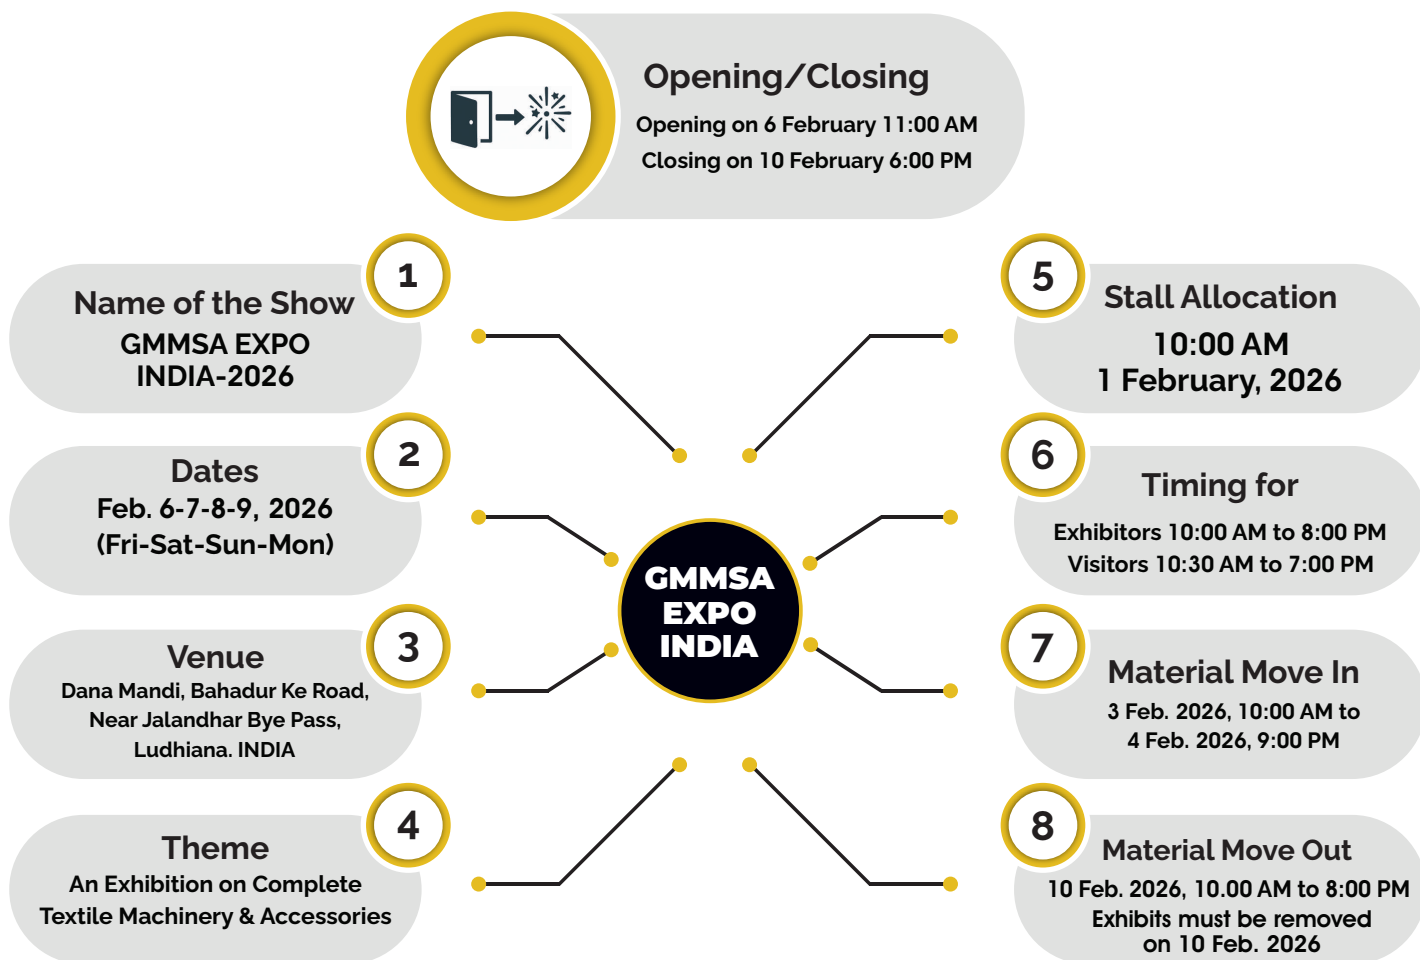 Opening/Closing
Opening on 6 February 11:00 AM
Closing on 10 February 6:00 PM
1
Name of the Show
GMMSA EXPO
INDIA-2026
2
Dates
Feb. 6-7-8-9, 2026
(Fri-Sat-Sun-Mon)
3
Venue
Dana Mandi, Bahadur Ke Road,
Near Jalandhar Bye Pass,
Ludhiana. INDIA
4
Theme
An Exhibition on Complete
Textile Machinery & Accessories
GMMSA
EXPO
INDIA
5
Stall Allocation
10:00 AM
1 February, 2026
6
Timing for
Exhibitors 10:00 AM to 8:00 PM
Visitors 10:30 AM to 7:00 PM
7
Material Move In
3 Feb. 2026, 10:00 AM to
4 Feb. 2026, 9:00 PM
8
Material Move Out
10 Feb. 2026, 10.00 AM to 8:00 PM
Exhibits must be removed
on 10 Feb. 2026